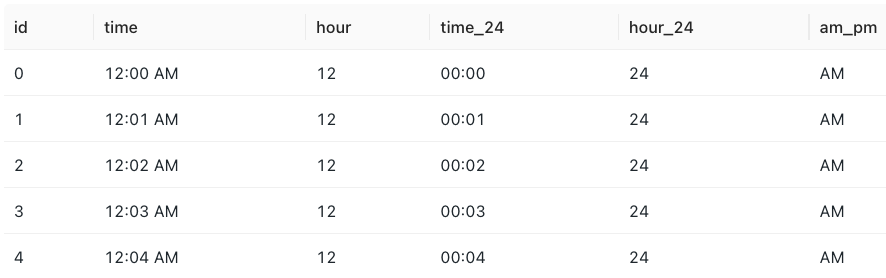 id time hour time_24 hour_24 am_pm
0 12:00 AM 12 00:00 24 AM
1 12:01 AM 12 00:01 24 AM
2 12:02 AM 12 00:02 24 AM
3 12:03 AM 12 00:03 24 AM
4 12:04 AM 12 00:04 24 AM